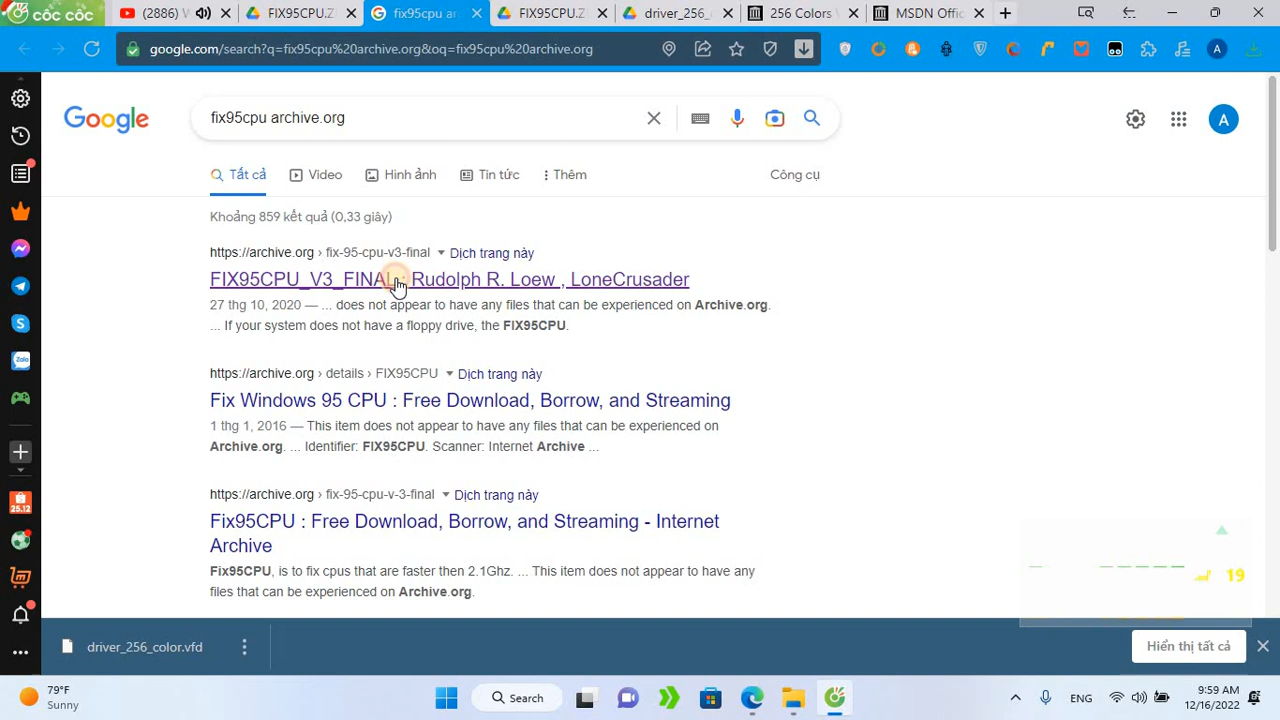 cốc cốc
(2886) W
FIX95CPU.Z
fix95cpu ar
FIX95CPU.Z
driver_256_
256 Colors V
MSDN Offic
google.com/search?q=fix95cpu%20archive.org&oq=fix95cpu%20archive.org
A
Google
fix95cpu archive.org
A
Tất cả
Video
Hình ảnh
Tin tức
Thêm
Công cụ
Khoảng 859 kết quả (0,33 giây)
https://archive.org › fix-95-cpu-v3-final
Dịch trang này
FIX95CPU_V3_FINAL : Rudolph R. Loew , LoneCrusader
27 thg 10, 2020 — ... does not appear to have any files that can be experienced on Archive.org.
... If your system does not have a floppy drive, the FIX95CPU.
https://archive.org › details › FIX95CPU
Dịch trang này
Fix Windows 95 CPU : Free Download, Borrow, and Streaming
1 thg 1, 2016 — This item does not appear to have any files that can be experienced on
Archive.org. ... Identifier: FIX95CPU. Scanner: Internet Archive ...
https://archive.org › fix-95-cpu-v-3-final
Dịch trang này
Fix95CPU : Free Download, Borrow, and Streaming - Internet
Archive
Fix95CPU, is to fix cpus that are faster then 2.1Ghz. ... This item does not appear to have any
files that can be experienced on Archive.org.
Zalo
25.12
19
driver_256_color.vfd
Hiển thị tất cả
79°F
Sunny
Search
ENG
9:59 AM
12/16/2022